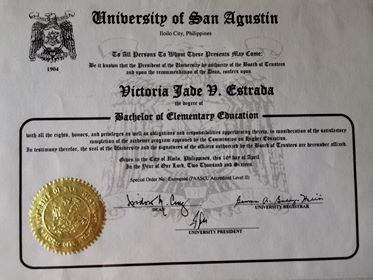 University of San Agustin
Iloilo City, Philippines
1904
To All Persons To Whom These Presents May Come:
Be it known that the President of the University by authority of the Board of Trustees
and upon the recommendation of the Dean, confers upon
Victoria Jade V. Estrada
the degree of
Bachelor of Elementary Education
with all the rights, honors, and privileges as well as obligations and responsibilities appertaining thereto, in consideration of the satisfactory
completion of the academic program approved by the Commission on Higher Education.
In testimony thereof, the seal of the University and the signatures of the officers authorized by the Board of Trustees are hereunder affixed.
Given in the City of Iloilo, Philippines, this 1st day of April
In the Year of Our Lord, Two Thousand and Sixteen.
Special Order No.: Exempted (PAASCU Accredited Level II)
DEAN
UNIVERSITY REGISTRAR
UNIVERSITY PRESIDENT